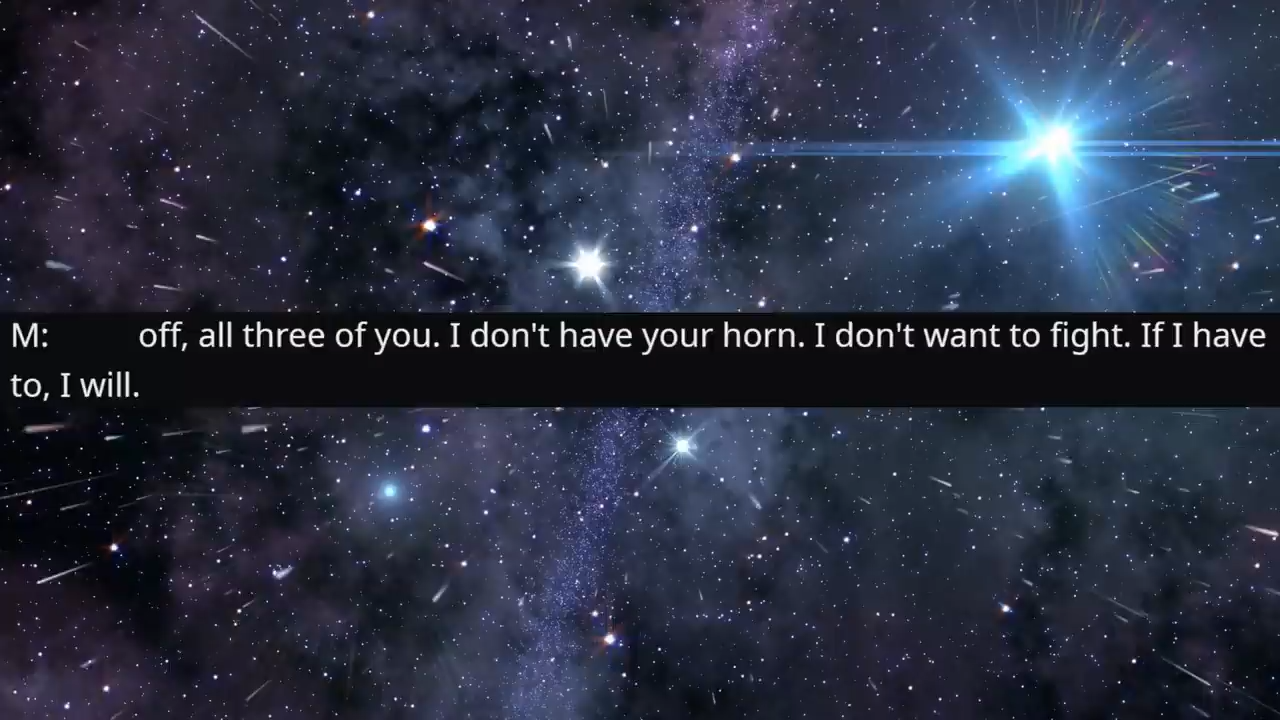 M: off, all three of you. I don't have your horn. I don't want to fight. If I have
to, I will.